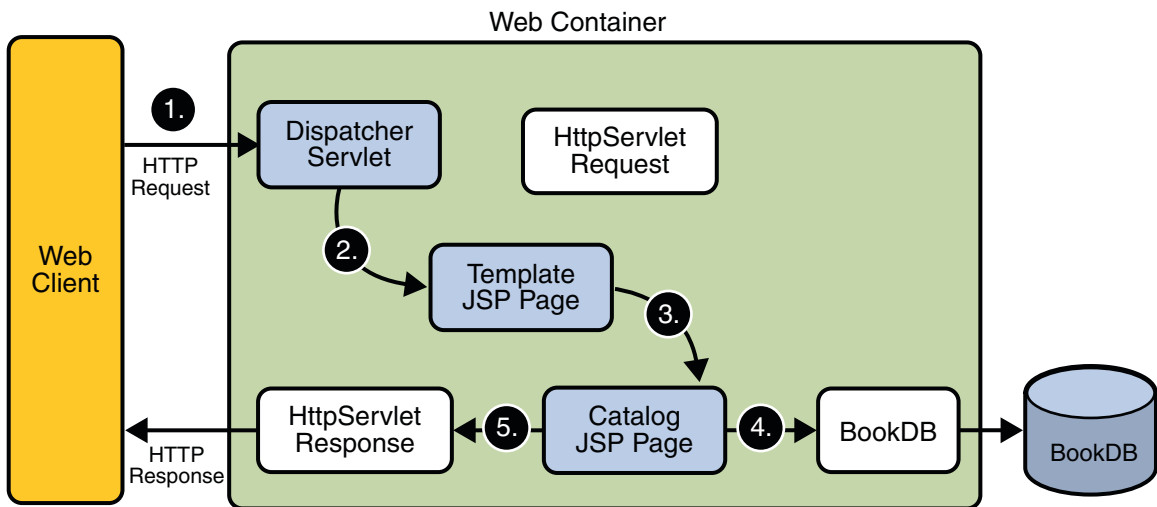 Web Container
1.
Dispatcher
Servlet
HttpServlet
Request
HTTP
Request
2.
Web
Client
Template
JSP Page
3.
HttpServlet
Response
5.
Catalog
JSP Page
4.
BookDB
BookDB
HTTP
Response